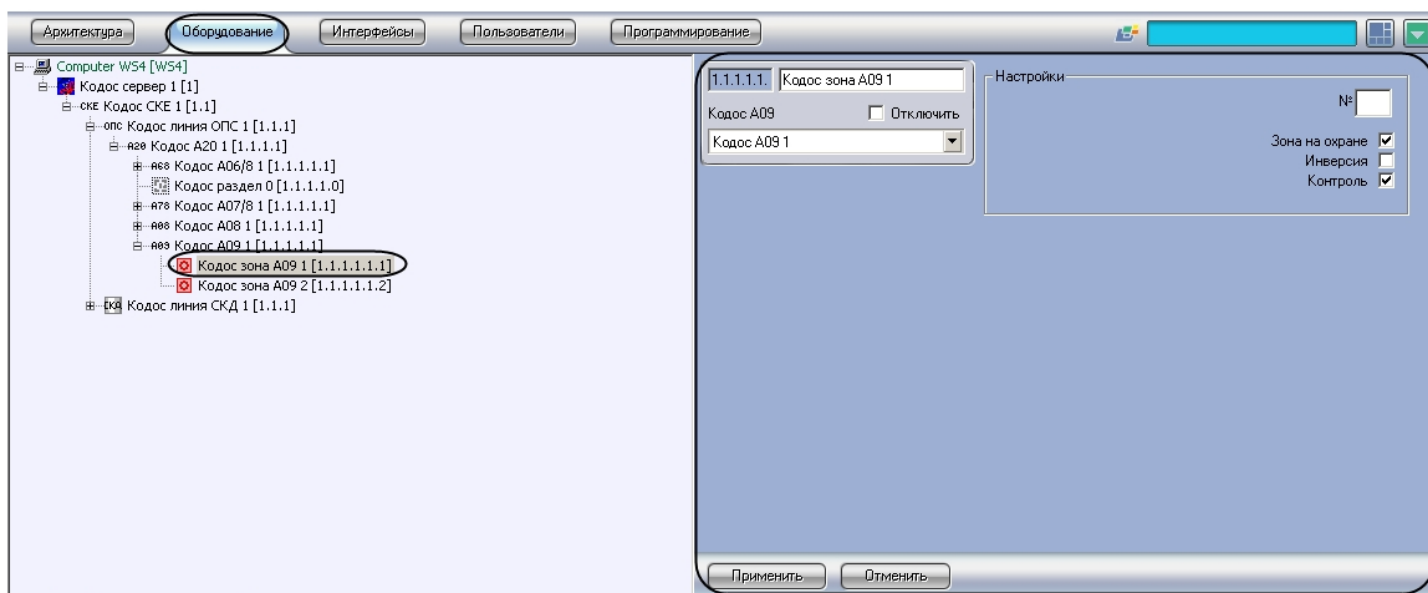 Архитектура Оборудование Интерфейсы Пользователи Программирование
Computer WS4 [WS4]
Кодос сервер 1 [1]
СКЕ Кодос СКЕ 1 [1.1]
ОПС Кодос линия ОПС 1 [1.1.1]
А20 Кодос А20 1 [1.1.1.1]
А68 Кодос А06/8 1 [1.1.1.1.1]
Кодос раздел 0 [1.1.1.1.0]
А78 Кодос А07/8 1 [1.1.1.1.1]
А08 Кодос А08 1 [1.1.1.1.1]
А09 Кодос А09 1 [1.1.1.1.1]
Кодос зона А09 1 [1.1.1.1.1.1]
Кодос зона А09 2 [1.1.1.1.1.2]
СКД Кодос линия СКД 1 [1.1.1]
1.1.1.1.1. Кодос зона А09 1
Кодос А09 Отключить
Кодос А09 1
Настройки
№
Зона на охране
Инверсия
Контроль
Применить Отменить